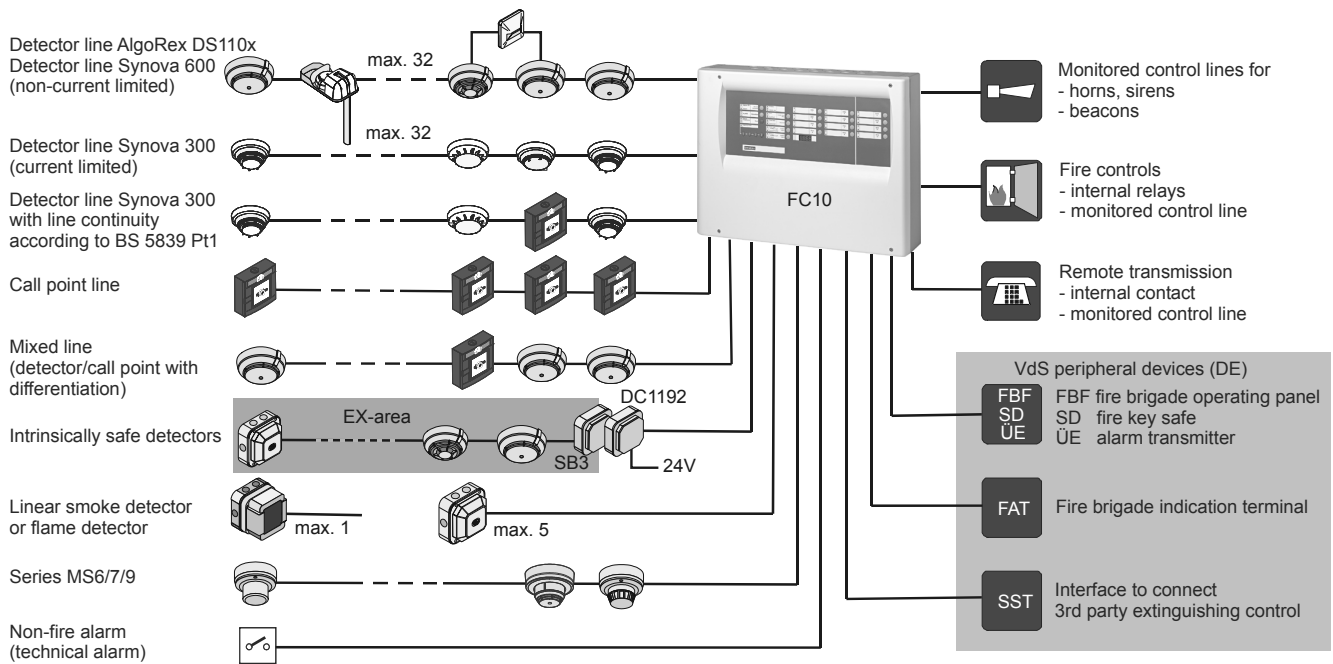 Detector line AlgoRex DS110x
Detector line Synova 600
(non-current limited)
max. 32
max. 32
Detector line Synova 300
(current limited)
Detector line Synova 300
with line continuity
according to BS 5839 Pt1
Call point line
Mixed line
(detector/call point with
differentiation)
EX-area
DC1192
Intrinsically safe detectors
SB3
24V
Linear smoke detector
or flame detector
max. 1
max. 5
Series MS6/7/9
Non-fire alarm
(technical alarm)
FC10
Monitored control lines for
- horns, sirens
- beacons
Fire controls
- internal relays
- monitored control line
Remote transmission
- internal contact
- monitored control line
VdS peripheral devices (DE)
FBF
SD
ÜE
FBF fire brigade operating panel
SD fire key safe
ÜE alarm transmitter
FAT
Fire brigade indication terminal
SST
Interface to connect
3rd party extinguishing control